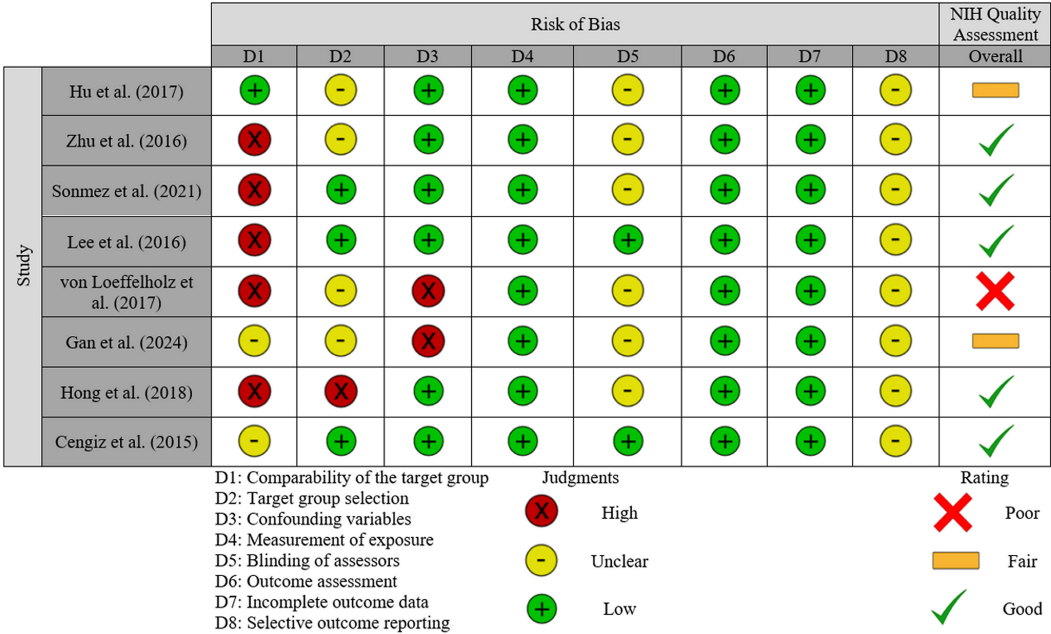 Risk of Bias
NIH Quality
Assessment
D1 D2 D3 D4 D5 D6 D7 D8 Overall
Study
Hu et al. (2017) + - + + - + + -
Zhu et al. (2016) X - + + - + + -
Sonmez et al. (2021) X + + + - + + -
Lee et al. (2016) X + + + + + + -
von Loeffelholz et
al. (2017) X - X + - + + -
Gan et al. (2024) - - X + - + + -
Hong et al. (2018) X X + + - + + -
Cengiz et al. (2015) - + + + + + + -
D1: Comparability of the target group
D2: Target group selection
D3: Confounding variables
D4: Measurement of exposure
D5: Blinding of assessors
D6: Outcome assessment
D7: Incomplete outcome data
D8: Selective outcome reporting
Judgments
X High
- Unclear
+ Low
Rating
Poor
Fair
Good